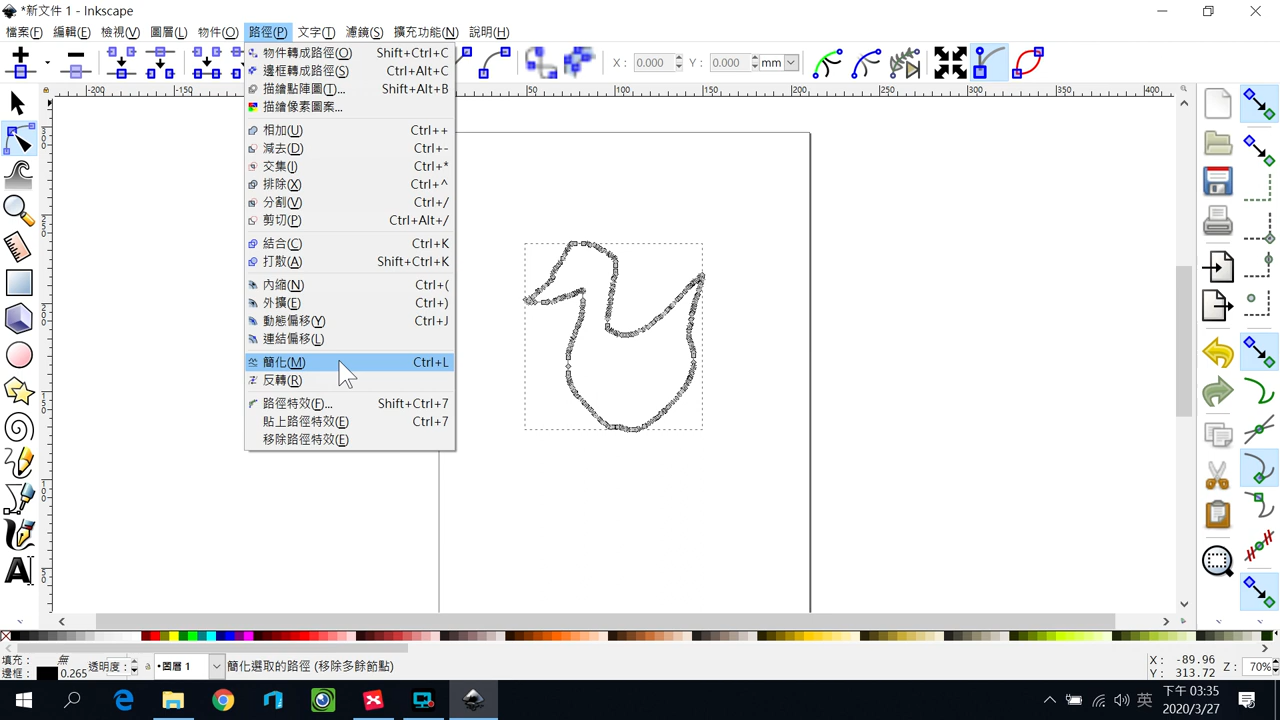 *新文件 1 - Inkscape
檔案(F) 編輯(E) 檢視(V) 圖層(L) 物件(O) 路徑(P) 文字(T) 濾鏡(S) 擴充功能(N) 說明(H)
物件轉成路徑(O) Shift+Ctrl+C
邊框轉成路徑(S) Ctrl+Alt+C
描繪點陣圖(T)... Shift+Alt+B
描繪像素圖案...
相加(U) Ctrl++
減去(D) Ctrl+-
交集(I) Ctrl+*
排除(X) Ctrl+^
分割(V) Ctrl+/
剪切(P) Ctrl+Alt+/
結合(C) Ctrl+K
打散(A) Shift+Ctrl+K
內縮(N) Ctrl+(
外擴(E) Ctrl+)
動態偏移(Y) Ctrl+J
連結偏移(L)
簡化(M) Ctrl+L
反轉(R)
路徑特效(F)... Shift+Ctrl+7
貼上路徑特效(E) Ctrl+7
移除路徑特效(E)
X : 0.000 Y : 0.000 mm
-200 -150 50 100 150 200 250 300 350 400
填充: 無 透明度: a •圖層 1 簡化選取的路徑 (移除多餘節點) X : -89.96 Z : 70%
邊框: 0.265 Y : 313.72
英 下午 03:35
2020/3/27